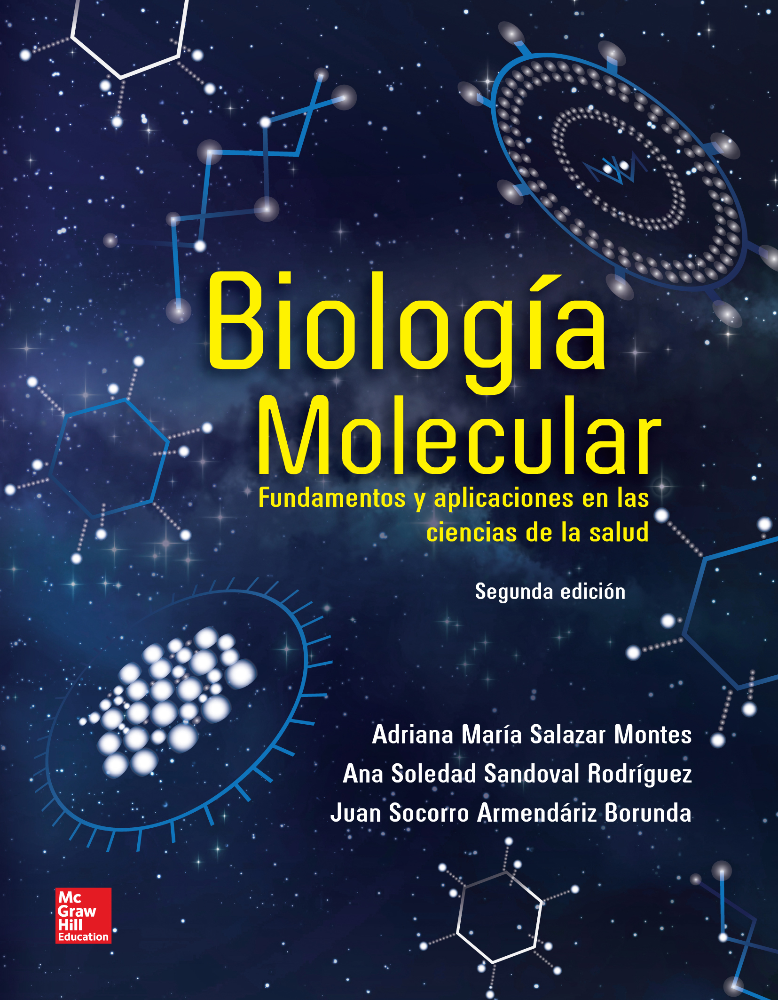 Biología
Molecular
Fundamentos y aplicaciones en las
ciencias de la salud
Segunda edición
Adriana María Salazar Montes
Ana Soledad Sandoval Rodríguez
Juan Socorro Armendáriz Borunda
Mc
Graw
Hill
Education